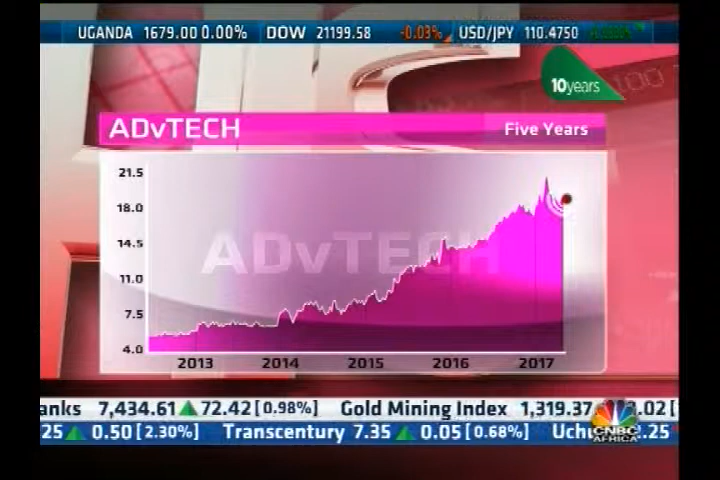 UGANDA 1679.00 0.00% DOW 21199.58 -0.03% USD/JPY 110.4750
10years
ADvTECH Five Years
21.5
18.0
14.5
11.0
7.5
4.0
ADvTECH
2013 2014 2015 2016 2017
anks 7,434.61 72.42[0.98%] Gold Mining Index 1,319.37 .02[
25 0.50[2.30%] Transcentury 7.35 0.05[0.68%] Uchu .25
CNBC
AFRICA